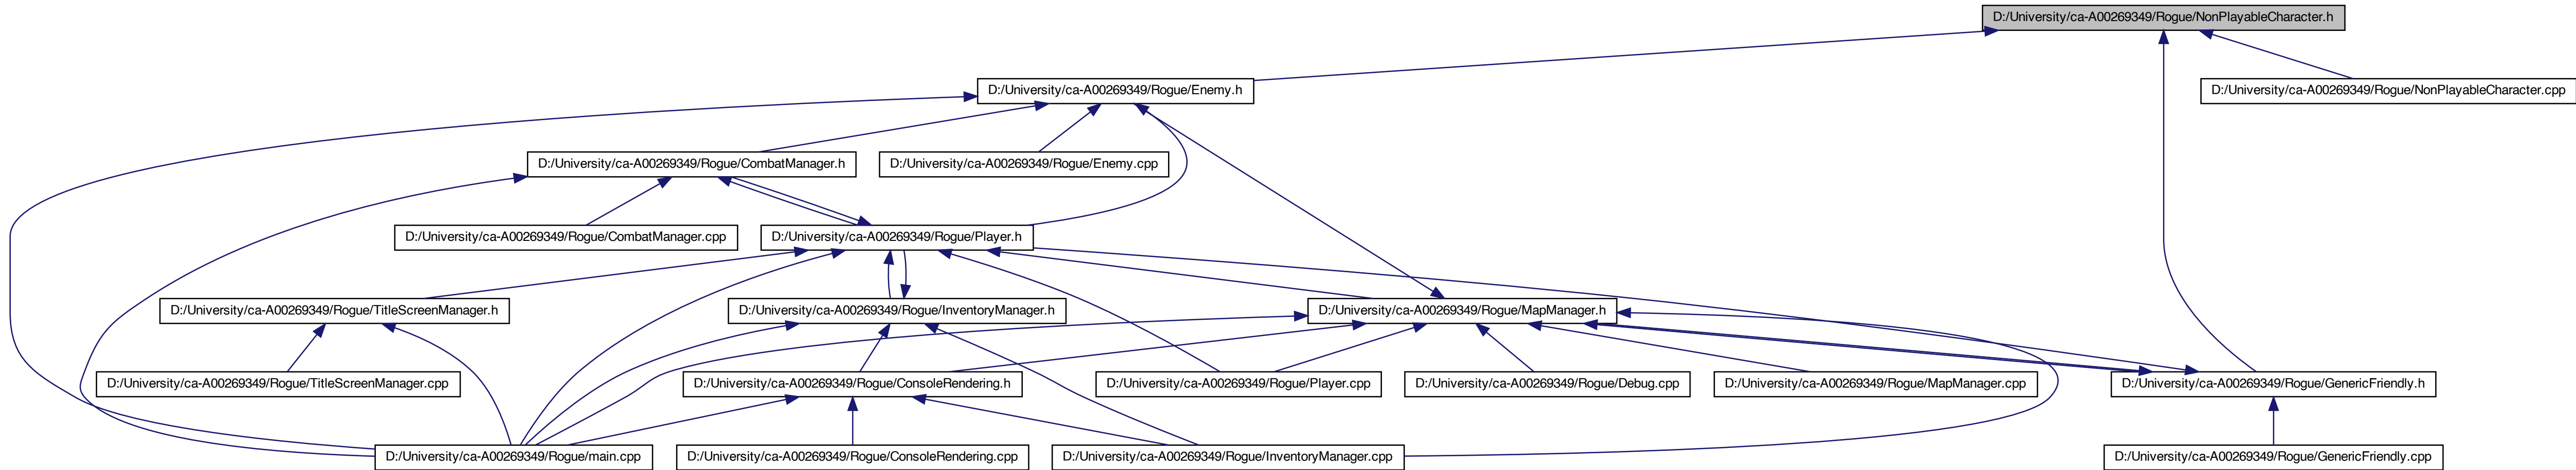 D:/University/ca-A00269349/Rogue/NonPlayableCharacter.h
D:/University/ca-A00269349/Rogue/Enemy.h
D:/University/ca-A00269349/Rogue/NonPlayableCharacter.cpp
D:/University/ca-A00269349/Rogue/CombatManager.h
D:/University/ca-A00269349/Rogue/Enemy.cpp
D:/University/ca-A00269349/Rogue/CombatManager.cpp
D:/University/ca-A00269349/Rogue/Player.h
D:/University/ca-A00269349/Rogue/TitleScreenManager.h
D:/University/ca-A00269349/Rogue/InventoryManager.h
D:/University/ca-A00269349/Rogue/MapManager.h
D:/University/ca-A00269349/Rogue/TitleScreenManager.cpp
D:/University/ca-A00269349/Rogue/ConsoleRendering.h
D:/University/ca-A00269349/Rogue/Player.cpp
D:/University/ca-A00269349/Rogue/Debug.cpp
D:/University/ca-A00269349/Rogue/MapManager.cpp
D:/University/ca-A00269349/Rogue/GenericFriendly.h
D:/University/ca-A00269349/Rogue/main.cpp
D:/University/ca-A00269349/Rogue/ConsoleRendering.cpp
D:/University/ca-A00269349/Rogue/InventoryManager.cpp
D:/University/ca-A00269349/Rogue/GenericFriendly.cpp